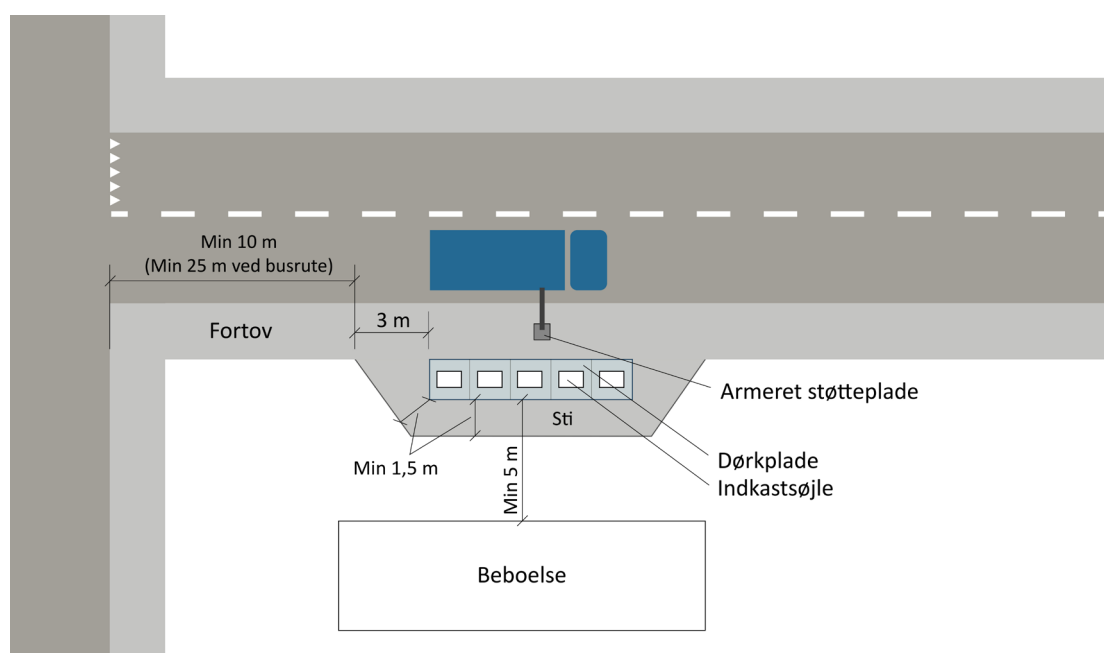 Min 10 m
(Min 25 m ved busrute)
Fortov
3 m
Armeret støtteplade
Sti
Min 1,5 m
Min 5 m
Dørkplade
Indkastsøjle
Beboelse